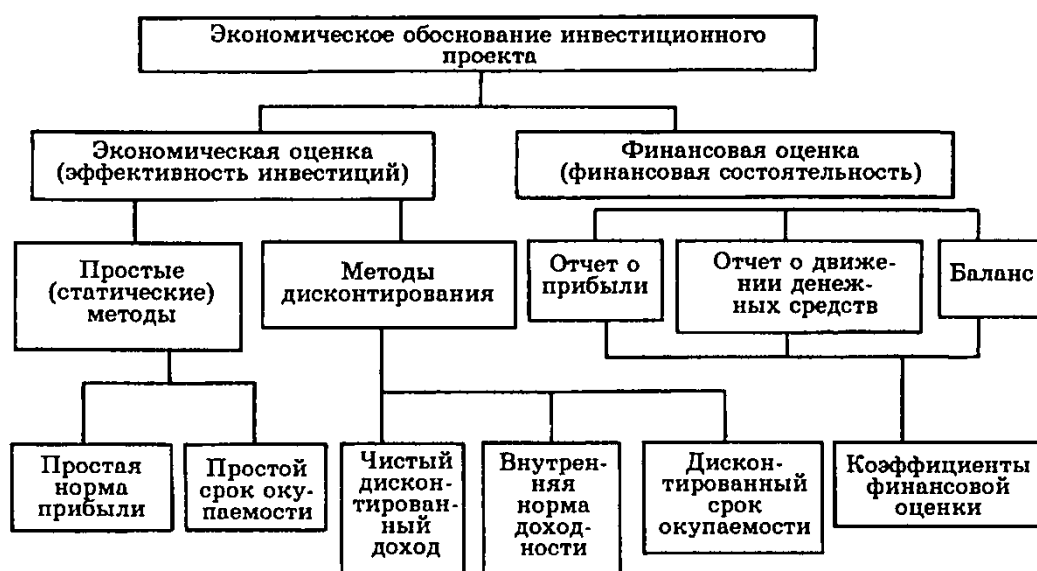 Экономическое обоснование инвестиционного
проекта
Экономическая оценка
(эффективность инвестиций)
Финансовая оценка
(финансовая состоятельность)
Простые
(статические)
методы
Методы
дисконтирования
Отчет о
прибыли
Отчет о движе-
нии денеж-
ных средств
Баланс
Простая
норма
прибыли
Простой
срок оку-
паемости
Чистый
дискон-
тирован-
ный
доход
Внутрен-
няя
норма
доход-
ности
Дискон-
тированный
срок
окупаемости
Коэффициенты
финансовой
оценки